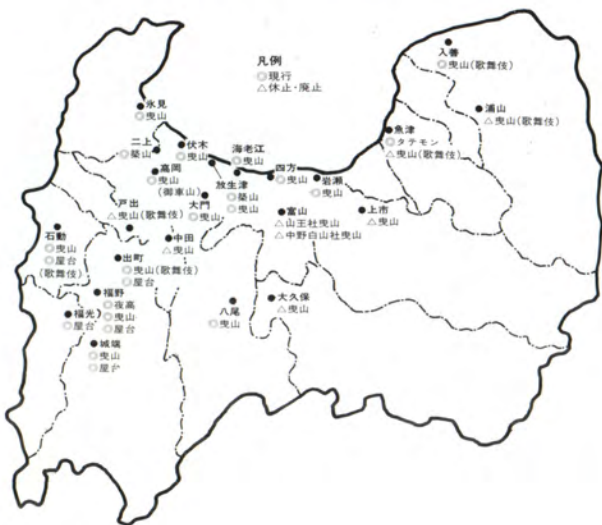 凡例
◎現行
△休止・廃止
入善
◎曳山(歌舞伎)
浦山
△曳山(歌舞伎)
魚津
◎タテモン
△曳山(歌舞伎)
氷見
◎曳山
二上
◎築山
伏木
◎曳山
海老江
◎曳山
高岡
◎曳山
(御車山)
放生津
◎築山
◎曳山
四方
◎曳山
岩瀬
◎曳山
大門
◎曳山
富山
△山王社曳山
△中野白山社曳山
上市
△曳山
戸出
△曳山(歌舞伎)
石動
◎曳山
◎屋台
(歌舞伎)
中田
△曳山
出町
◎曳山(歌舞伎)
◎屋台
福野
◎夜高
◎曳山
◎屋台
福光
◎屋台
城端
◎曳山
◎屋台
八尾
◎曳山
大久保
△曳山